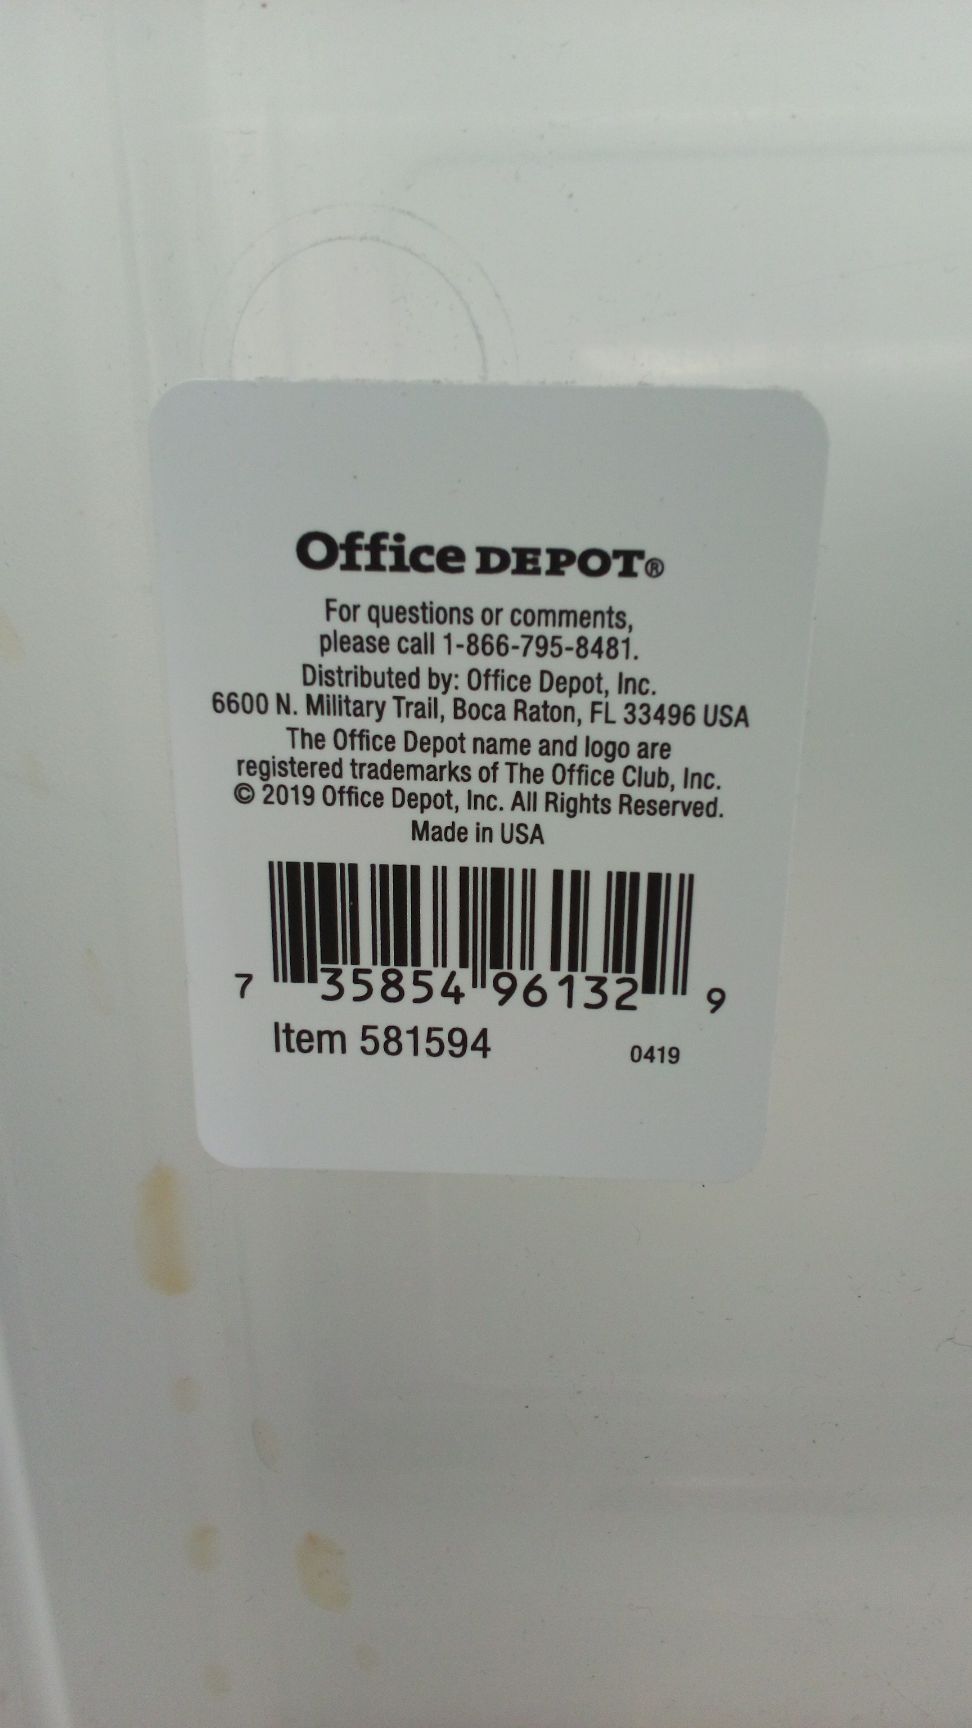 Office DEPOT®
For questions or comments,
please call 1-866-795-8481.
Distributed by: Office Depot, Inc.
6600 N. Military Trail, Boca Raton, FL 33496 USA
The Office Depot name and logo are
registered trademarks of The Office Club, Inc.
© 2019 Office Depot, Inc. All Rights Reserved.
Made in USA
7 35854 96132 9
Item 581594 0419